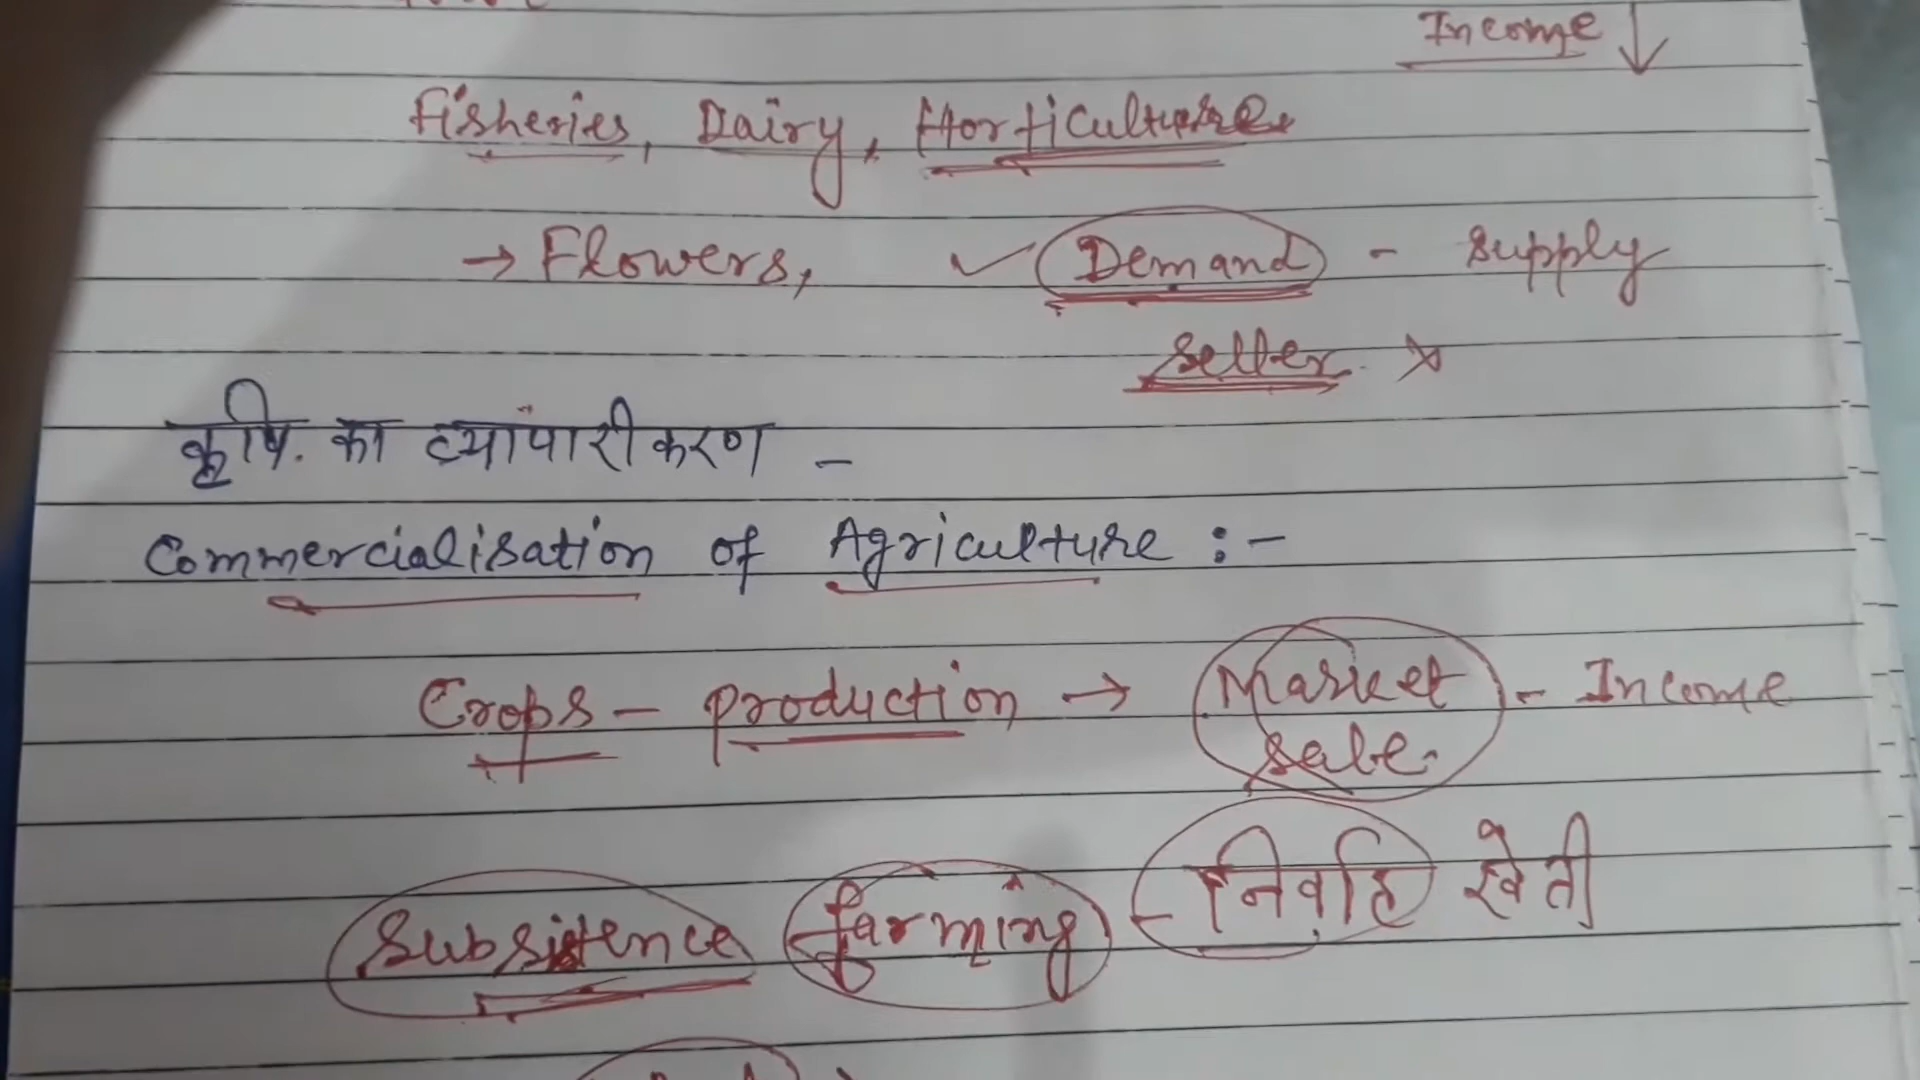 Income ↓
Fisheries, Dairy, Horticulture
→ Flowers, ✓ Demand - supply
seller ×
कृषि का व्यापारीकरण -
Commercialisation of Agriculture :-
Crops - production → Market - Income
sale.
Subsistence farming - निर्वाह खेती